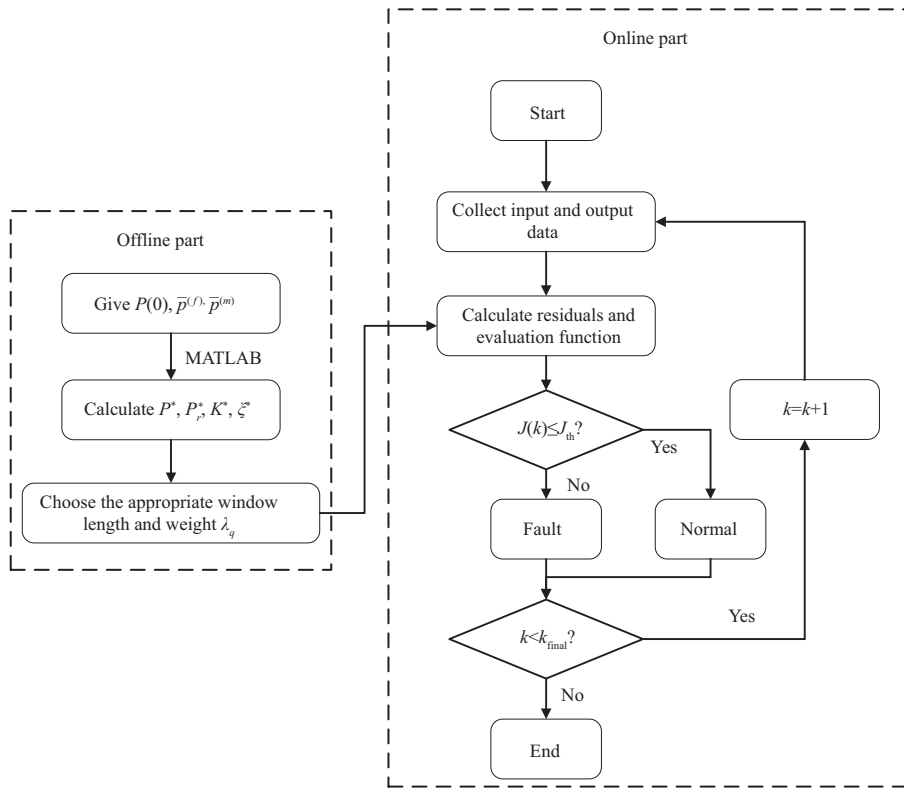 Offline part
Give P(0), p̅⁽ᶠ⁾, p̅⁽ᵐ⁾
MATLAB
Calculate P*, Pᵣ*, K*, ξ*
Choose the appropriate window
length and weight λ_q
Online part
Start
Collect input and output
data
Calculate residuals and
evaluation function
J(k)≤J_th?
Yes
No
Fault
Normal
k=k+1
k<k_final?
Yes
No
End